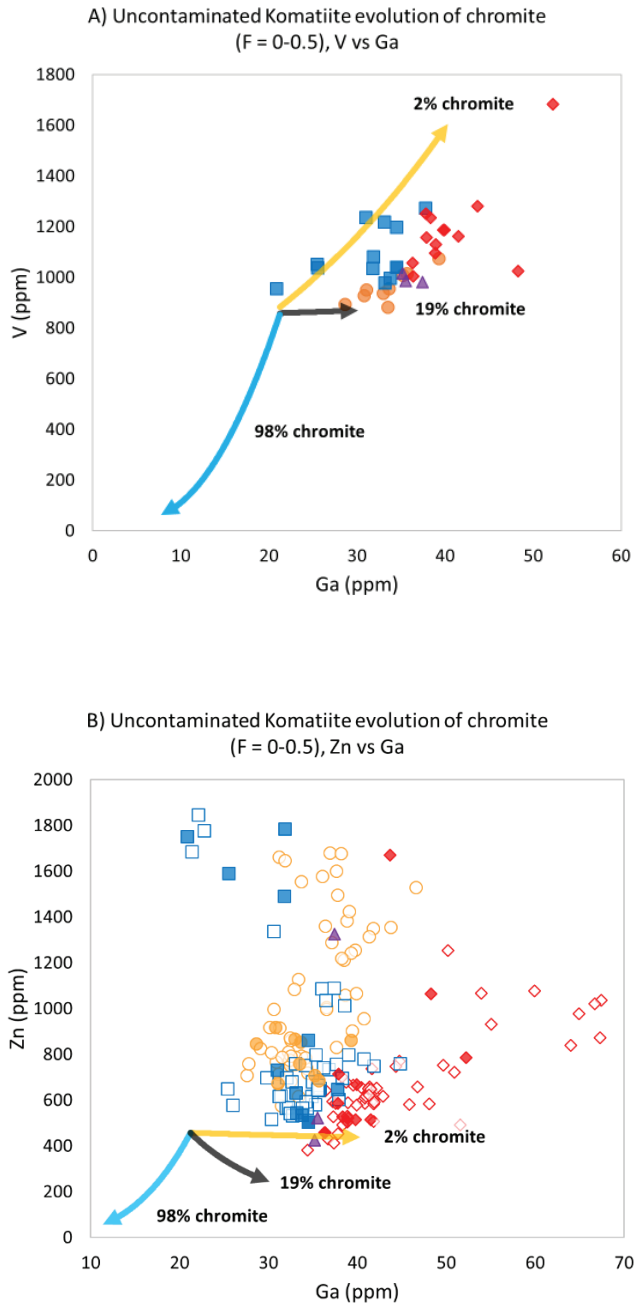 A) Uncontaminated Komatiite evolution of chromite
(F = 0-0.5), V vs Ga
1800
1600
1400
1200
1000
800
600
400
200
0
V (ppm)
2% chromite
19% chromite
98% chromite
0 10 20 30 40 50 60
Ga (ppm)
B) Uncontaminated Komatiite evolution of chromite
(F = 0-0.5), Zn vs Ga
2000
1800
1600
1400
1200
1000
800
600
400
200
0
Zn (ppm)
2% chromite
19% chromite
98% chromite
10 20 30 40 50 60 70
Ga (ppm)